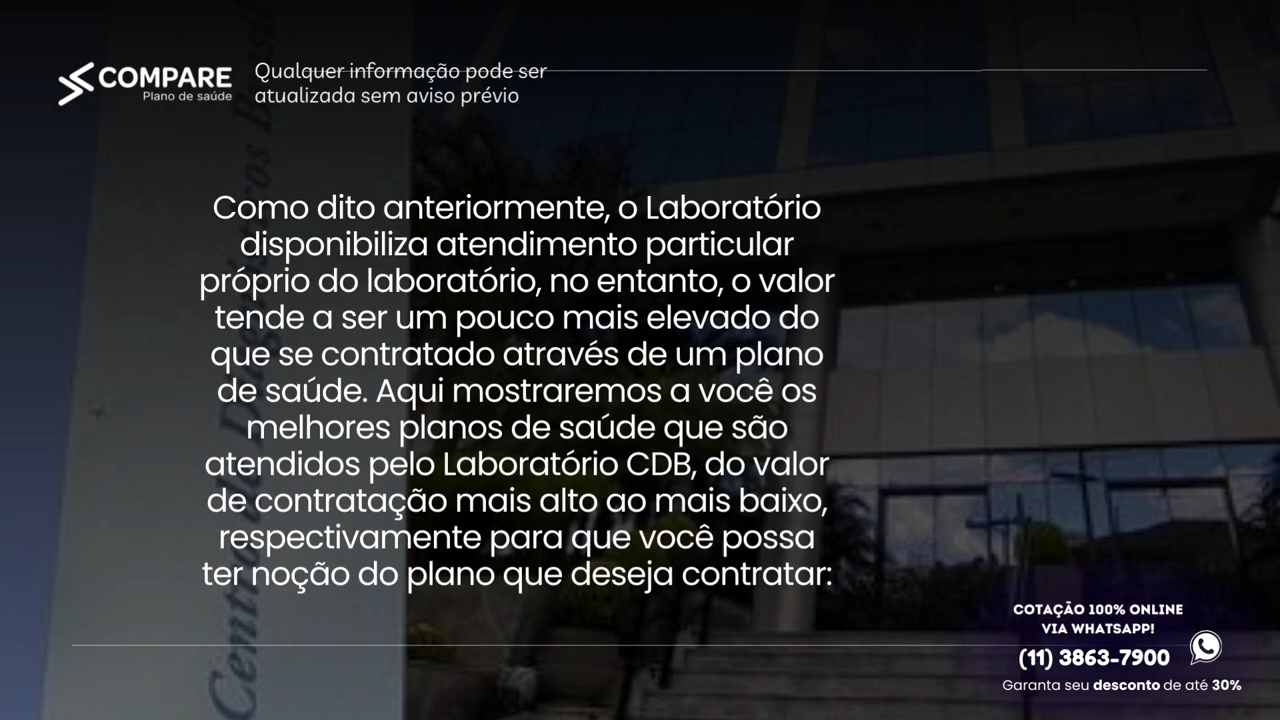 COMPARE
Plano de saúde
Qualquer informação pode ser
atualizada sem aviso prévio
Como dito anteriormente, o Laboratório
disponibiliza atendimento particular
próprio do laboratório, no entanto, o valor
tende a ser um pouco mais elevado do
que se contratado através de um plano
de saúde. Aqui mostraremos a você os
melhores planos de saúde que são
atendidos pelo Laboratório CDB, do valor
de contratação mais alto ao mais baixo,
respectivamente para que você possa
ter noção do plano que deseja contratar:
COTAÇÃO 100% ONLINE
VIA WHATSAPP!
(11) 3863-7900
Garanta seu desconto de até 30%